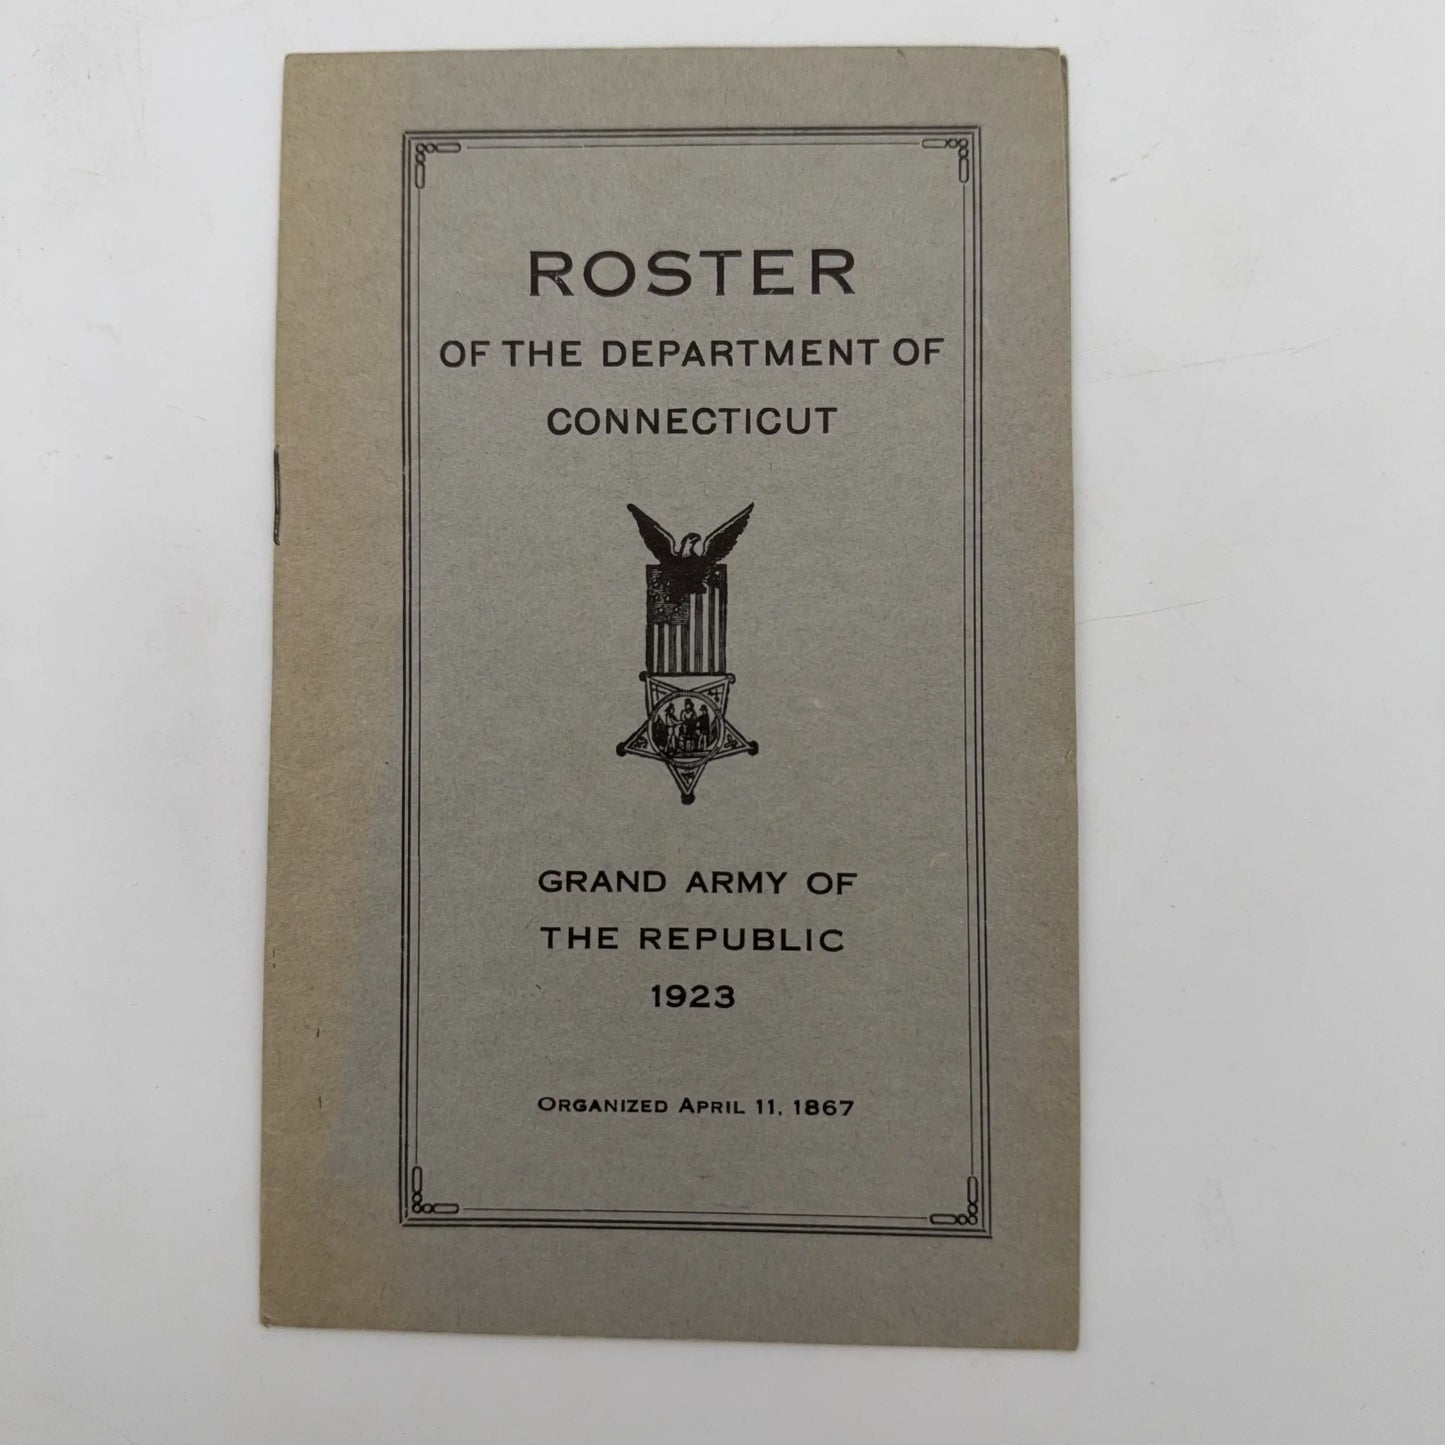 ROSTER
OF THE DEPARTMENT OF
CONNECTICUT
GRAND ARMY OF
THE REPUBLIC
1923
ORGANIZED APRIL 11, 1867